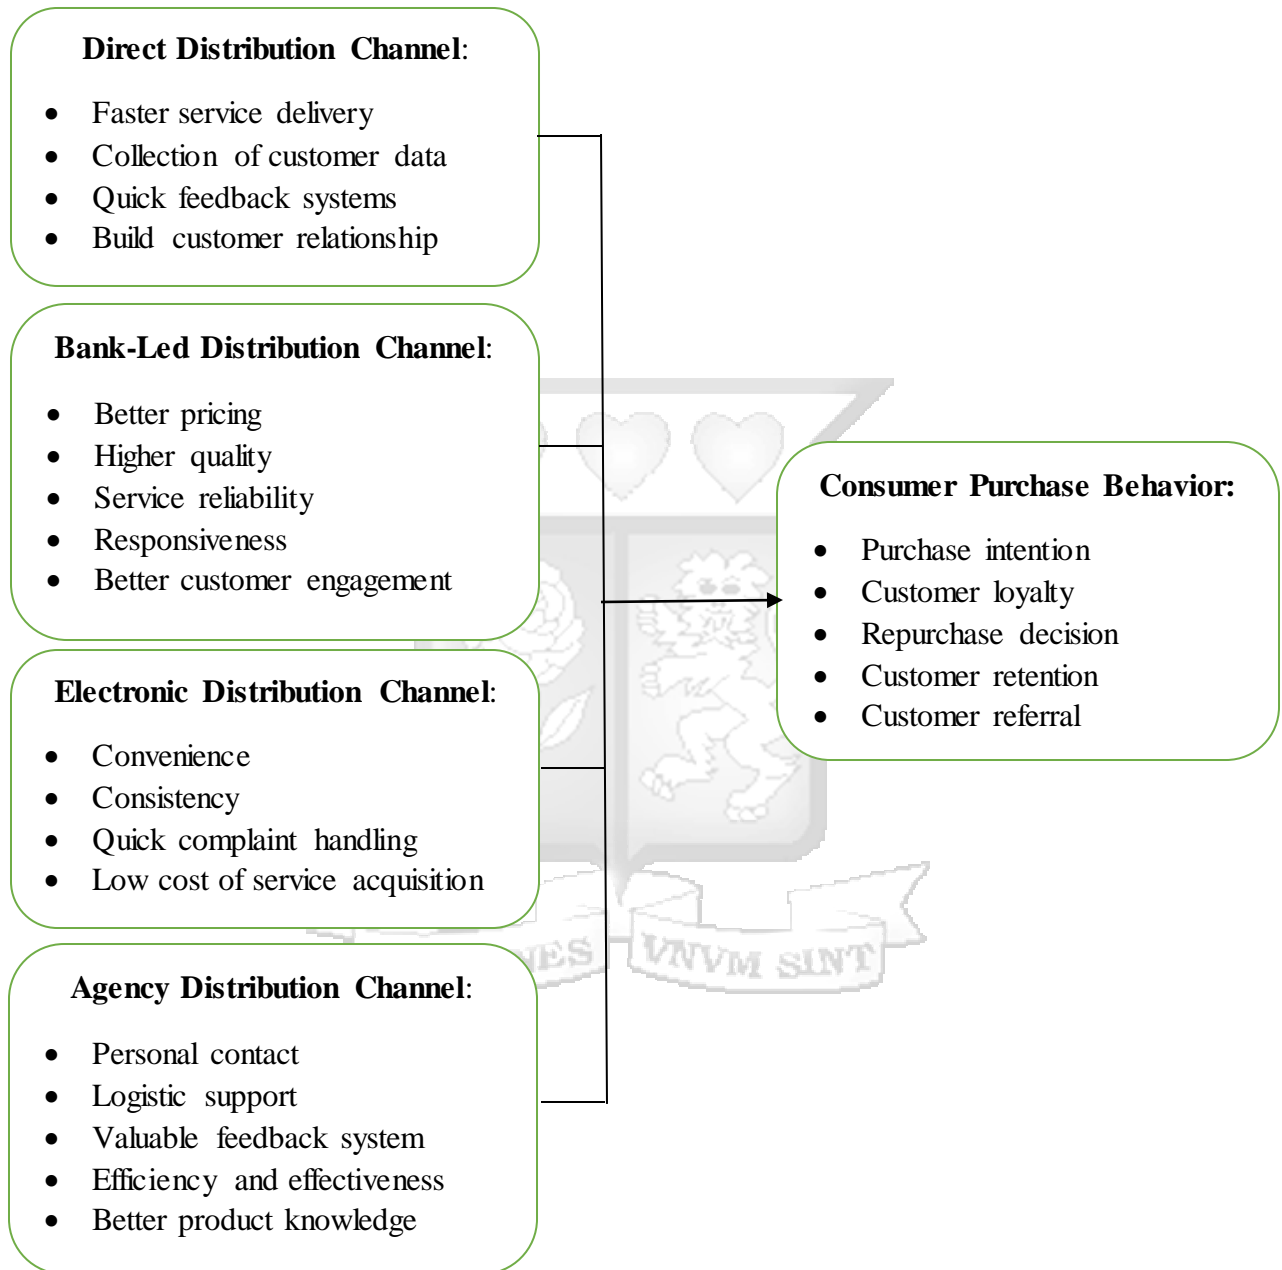 Direct Distribution Channel:
• Faster service delivery
• Collection of customer data
• Quick feedback systems
• Build customer relationship
Bank-Led Distribution Channel:
• Better pricing
• Higher quality
• Service reliability
• Responsiveness
• Better customer engagement
Electronic Distribution Channel:
• Convenience
• Consistency
• Quick complaint handling
• Low cost of service acquisition
Agency Distribution Channel:
• Personal contact
• Logistic support
• Valuable feedback system
• Efficiency and effectiveness
• Better product knowledge
Consumer Purchase Behavior:
• Purchase intention
• Customer loyalty
• Repurchase decision
• Customer retention
• Customer referral
VNVM SINT